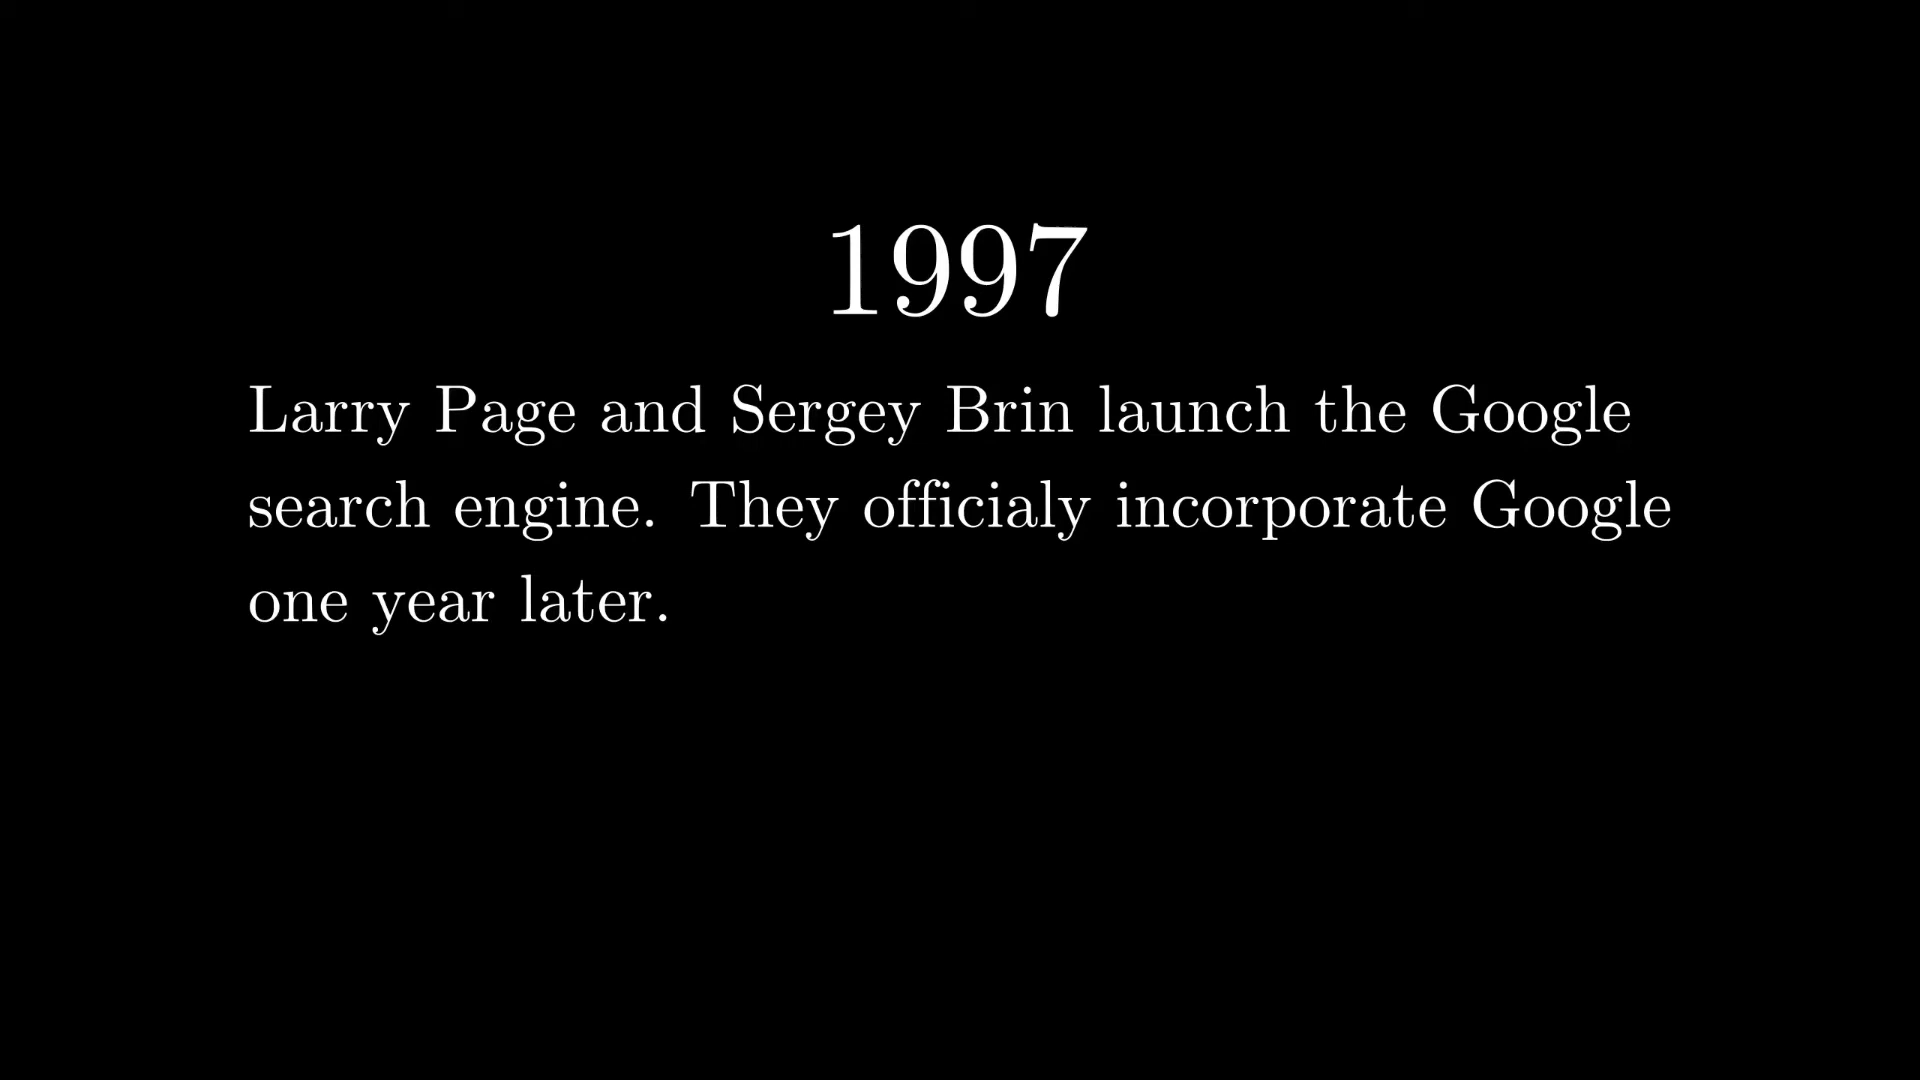 1997
Larry Page and Sergey Brin launch the Google
search engine. They officialy incorporate Google
one year later.